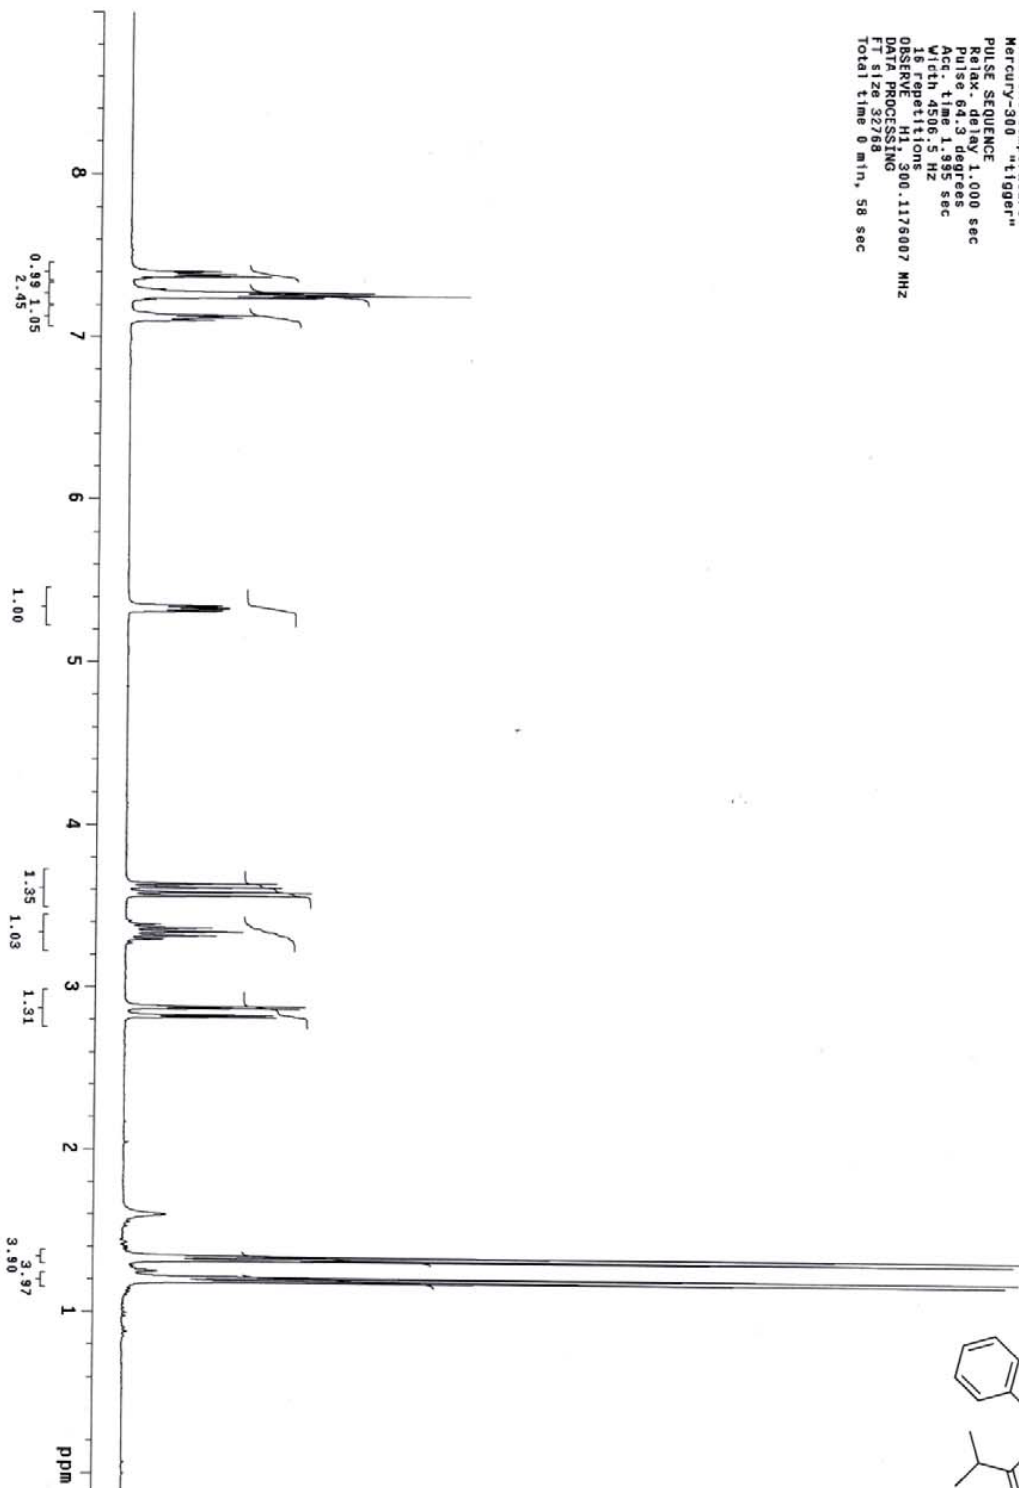 Mercury-300 "tigger"
PULSE SEQUENCE
Relax. delay 1.000 sec
Pulse 64.3 degrees
Acq. time 1.995 sec
Width 4506.5 Hz
16 repetitions
OBSERVE H1, 300.1176007 MHz
DATA PROCESSING
FT size 32768
Total time 0 min, 58 sec
8
7
6
5
4
3
2
1
ppm
0.99
2.45
1.05
1.00
1.35
1.03
1.31
3.90
3.97